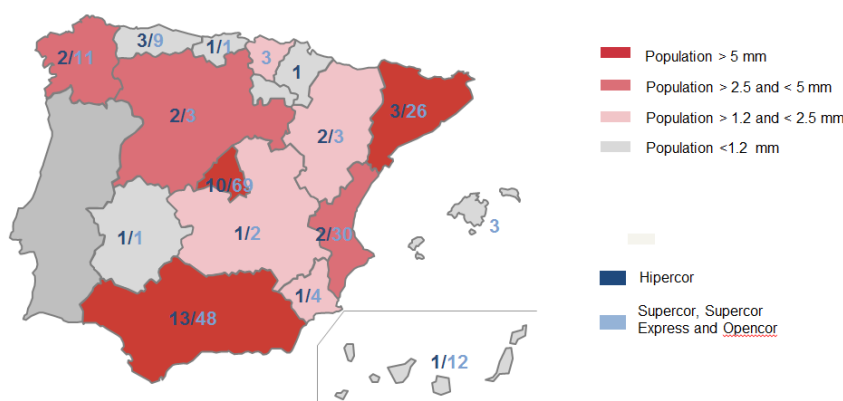 3/9
1/1
2/11
3
1
2/3
3/26
2/3
10/69
1/1
1/2
2/30
3
1/4
13/48
1/12
Population > 5 mm
Population > 2.5 and < 5 mm
Population > 1.2 and < 2.5 mm
Population <1.2 mm
Hipercor
Supercor, Supercor
Express and Opencor